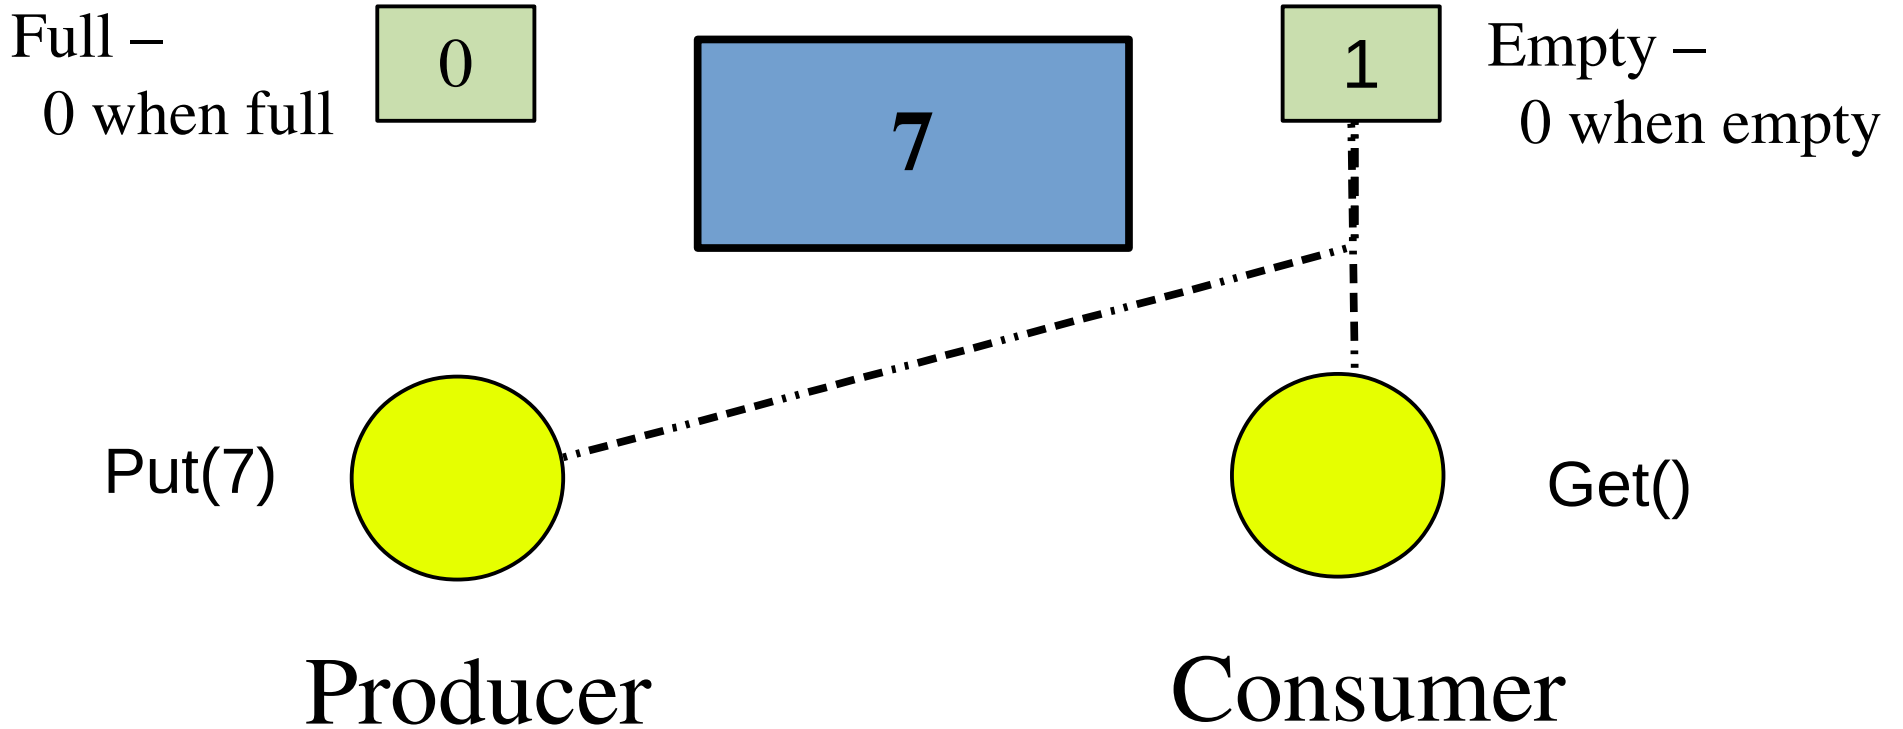 Full –
0 when full
0
7
1
Empty –
0 when empty
Put(7)
Get()
Producer
Consumer